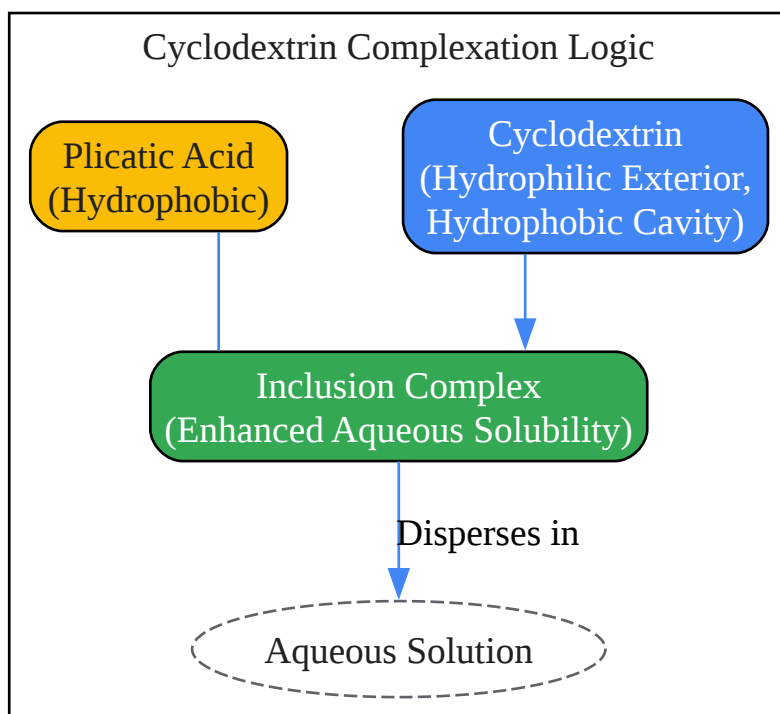 Cyclodextrin Complexation Logic
Plicatic Acid
(Hydrophobic)
Cyclodextrin
(Hydrophilic Exterior,
Hydrophobic Cavity)
Inclusion Complex
(Enhanced Aqueous Solubility)
Disperses in
Aqueous Solution